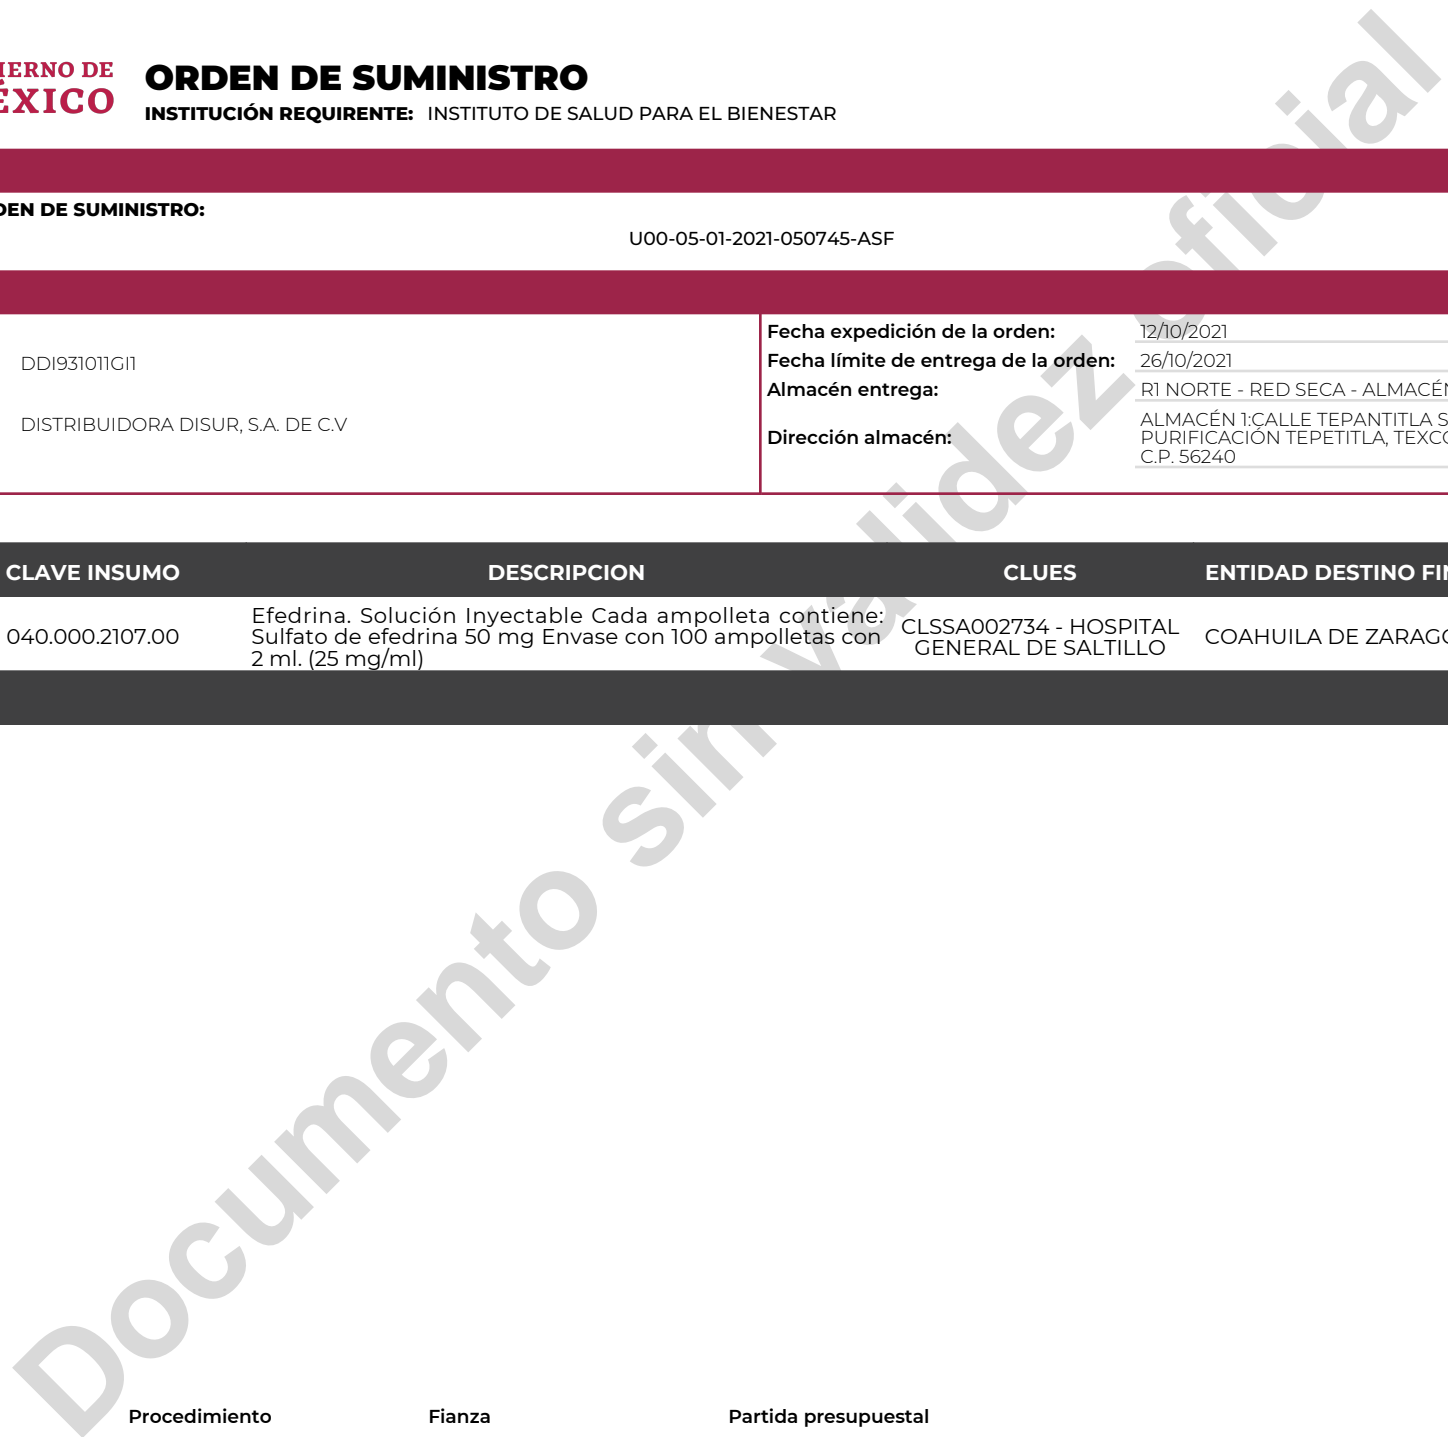 IERNO DE
ÉXICO
ORDEN DE SUMINISTRO
INSTITUCIÓN REQUIRENTE: INSTITUTO DE SALUD PARA EL BIENESTAR
DEN DE SUMINISTRO:
U00-05-01-2021-050745-ASF
DDI931011GI1
DISTRIBUIDORA DISUR, S.A. DE C.V
Fecha expedición de la orden: 12/10/2021
Fecha límite de entrega de la orden: 26/10/2021
Almacén entrega: R1 NORTE - RED SECA - ALMACÉN
Dirección almacén: ALMACÉN 1:CALLE TEPANTITLA S
PURIFICACIÓN TEPETITLA, TEXCO
C.P. 56240
CLAVE INSUMO DESCRIPCION CLUES ENTIDAD DESTINO FIN
040.000.2107.00
Efedrina. Solución Inyectable Cada ampolleta contiene:
Sulfato de efedrina 50 mg Envase con 100 ampolletas con
2 ml. (25 mg/ml)
CLSSA002734 - HOSPITAL
GENERAL DE SALTILLO
COAHUILA DE ZARAGO
Documento sin validez oficial
Procedimiento Fianza Partida presupuestal